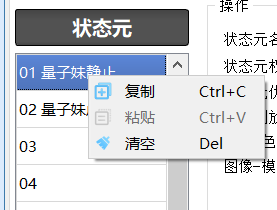 状态元
01 量子妹静止
02 量子妹
03
04
复制 Ctrl+C
粘贴 Ctrl+V
清空 Del
操作
状态元名
状态元权
图像-模